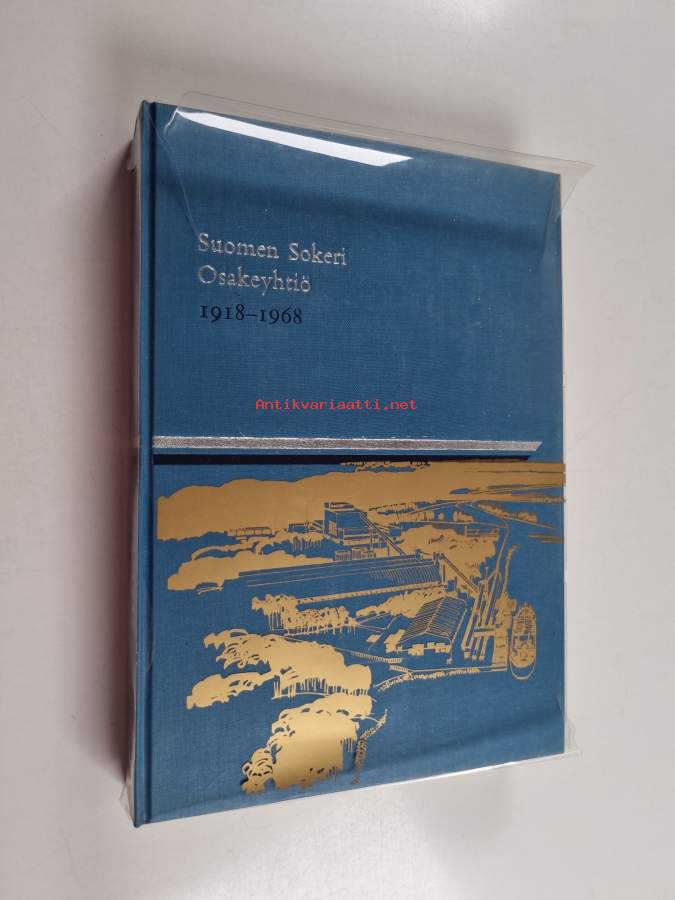 Suomen Sokeri
Osakeyhtiö
1918–1968
Antikvariaatti.net